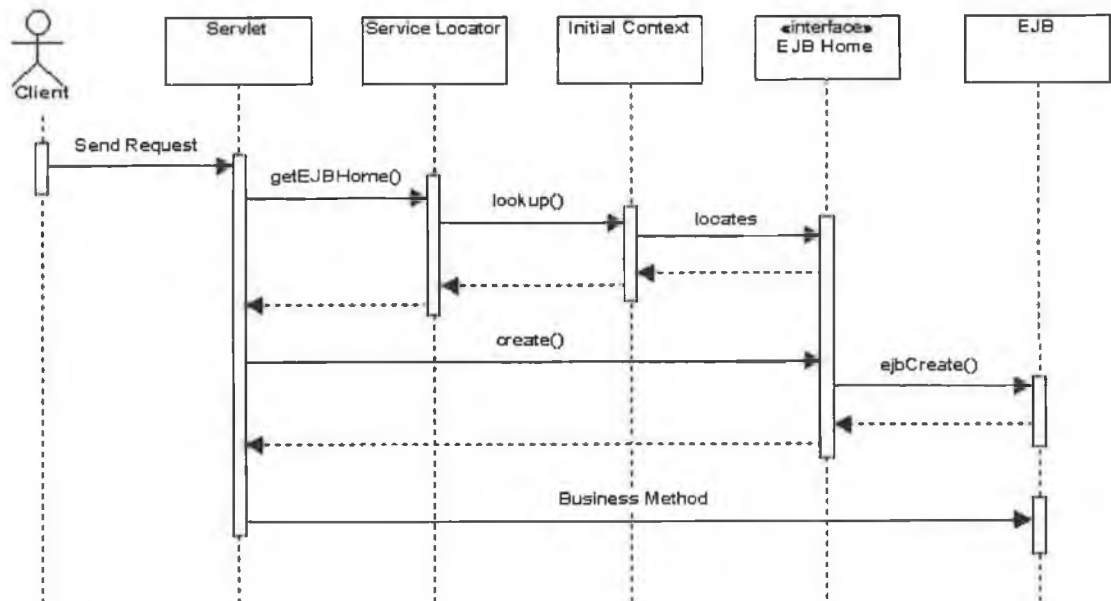 Client
Servlet
Service Locator
Initial Context
«interface»
EJB Home
EJB
Send Request
getEJBHome()
lookup()
locates
create()
ejbCreate()
Business Method